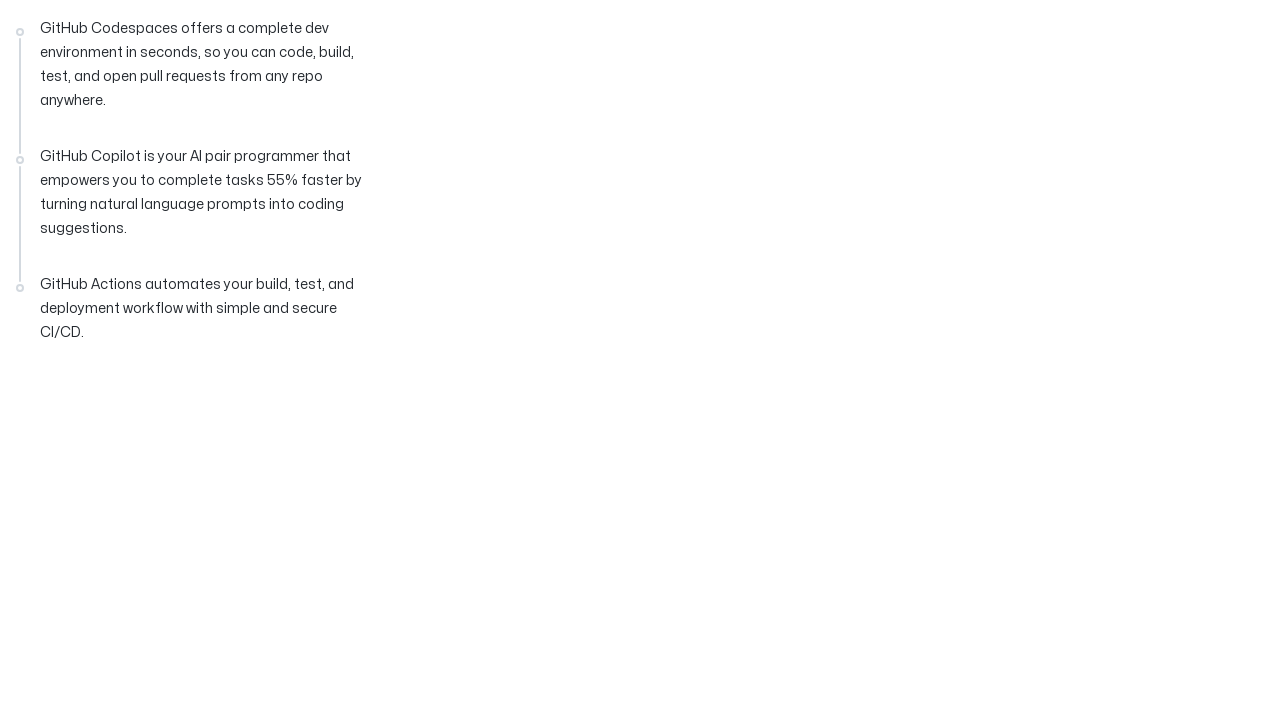 GitHub Codespaces offers a complete dev
environment in seconds, so you can code, build,
test, and open pull requests from any repo
anywhere.
GitHub Copilot is your AI pair programmer that
empowers you to complete tasks 55% faster by
turning natural language prompts into coding
suggestions.
GitHub Actions automates your build, test, and
deployment workflow with simple and secure
CI/CD.